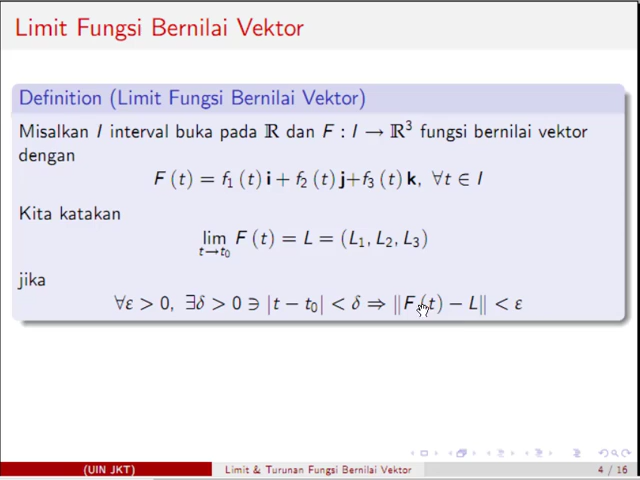 Limit Fungsi Bernilai Vektor
Definition (Limit Fungsi Bernilai Vektor)
Misalkan I interval buka pada ℝ dan F : I → ℝ³ fungsi bernilai vektor
dengan
F (t) = f₁ (t) i + f₂ (t) j+f₃ (t) k, ∀t ∈ I
Kita katakan
lim t→t₀ F (t) = L = (L₁, L₂, L₃)
jika
∀ε > 0, ∃δ > 0 ∋ |t − t₀| < δ ⇒ ‖F (t) − L‖ < ε
(UIN JKT) Limit & Turunan Fungsi Bernilai Vektor 4 / 16